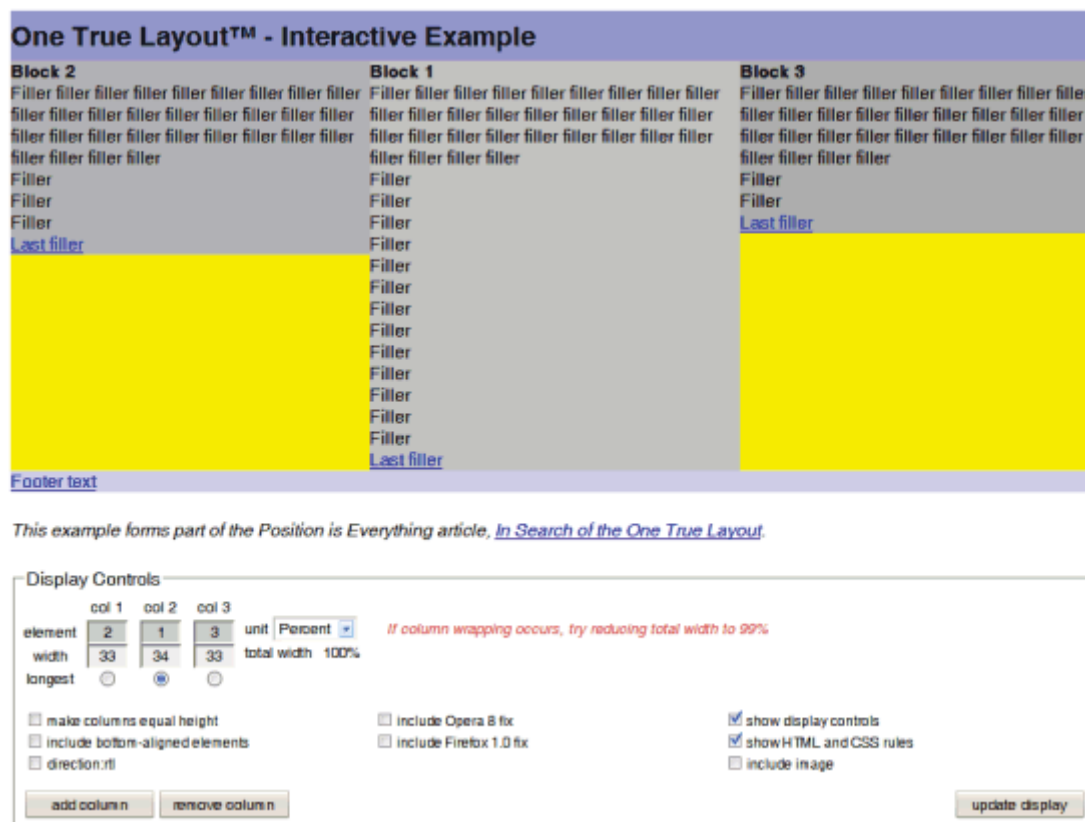 One True Layout™ - Interactive Example
Block 2
Filler filler filler filler filler filler filler filler filler
filler filler filler filler filler filler filler filler filler
filler filler filler filler filler filler filler filler filler
filler filler filler filler
Filler
Filler
Filler
Last filler
Block 1
Filler filler filler filler filler filler filler filler filler
filler filler filler filler filler filler filler filler filler
filler filler filler filler filler filler filler filler filler
filler filler filler filler
Filler
Filler
Filler
Filler
Filler
Filler
Filler
Filler
Filler
Filler
Filler
Filler
Filler
Last filler
Block 3
Filler filler filler filler filler filler filler filler fille
filler filler filler filler filler filler filler filler filler
filler filler filler filler filler filler filler filler filler
filler filler filler filler
Filler
Filler
Last filler
Footer text
This example forms part of the Position is Everything article, In Search of the One True Layout.
Display Controls
col 1 col 2 col 3
element 2 1 3 unit Percent If column wrapping occurs, try reducing total width to 99%
width 33 34 33 total width 100%
longest
make columns equal height include Opera 8 fix show display controls
include bottom-aligned elements include Firefox 1.0 fix show HTML and CSS rules
direction:rtl include image
add column remove column update display